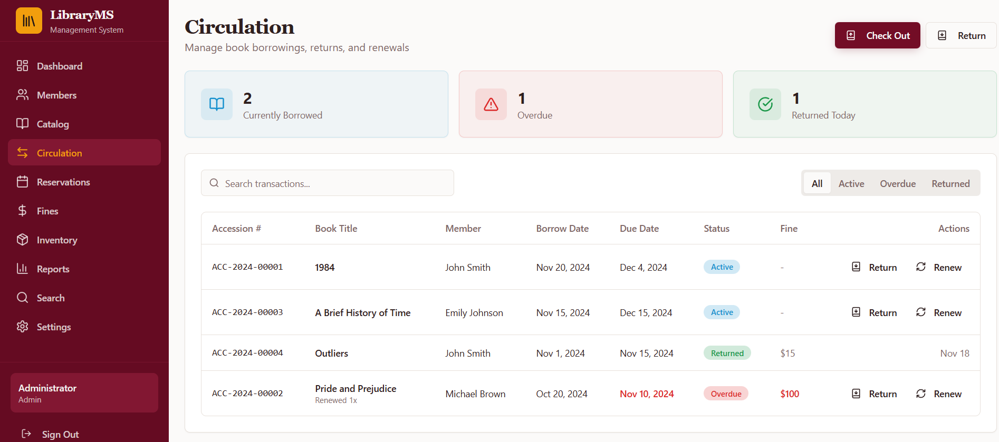 LibraryMS
Management System
Dashboard
Members
Catalog
Circulation
Reservations
Fines
Inventory
Reports
Search
Settings
Administrator
Admin
Sign Out
Circulation
Manage book borrowings, returns, and renewals
Check Out
Return
2
Currently Borrowed
1
Overdue
1
Returned Today
Search transactions...
All Active Overdue Returned
Accession # Book Title Member Borrow Date Due Date Status Fine Actions
ACC-2024-00001 1984 John Smith Nov 20, 2024 Dec 4, 2024 Active - Return Renew
ACC-2024-00003 A Brief History of Time Emily Johnson Nov 15, 2024 Dec 15, 2024 Active - Return Renew
ACC-2024-00004 Outliers John Smith Nov 1, 2024 Nov 15, 2024 Returned $15 Nov 18
ACC-2024-00002 Pride and Prejudice Michael Brown Oct 20, 2024 Nov 10, 2024 Overdue $100 Return Renew
Renewed 1x